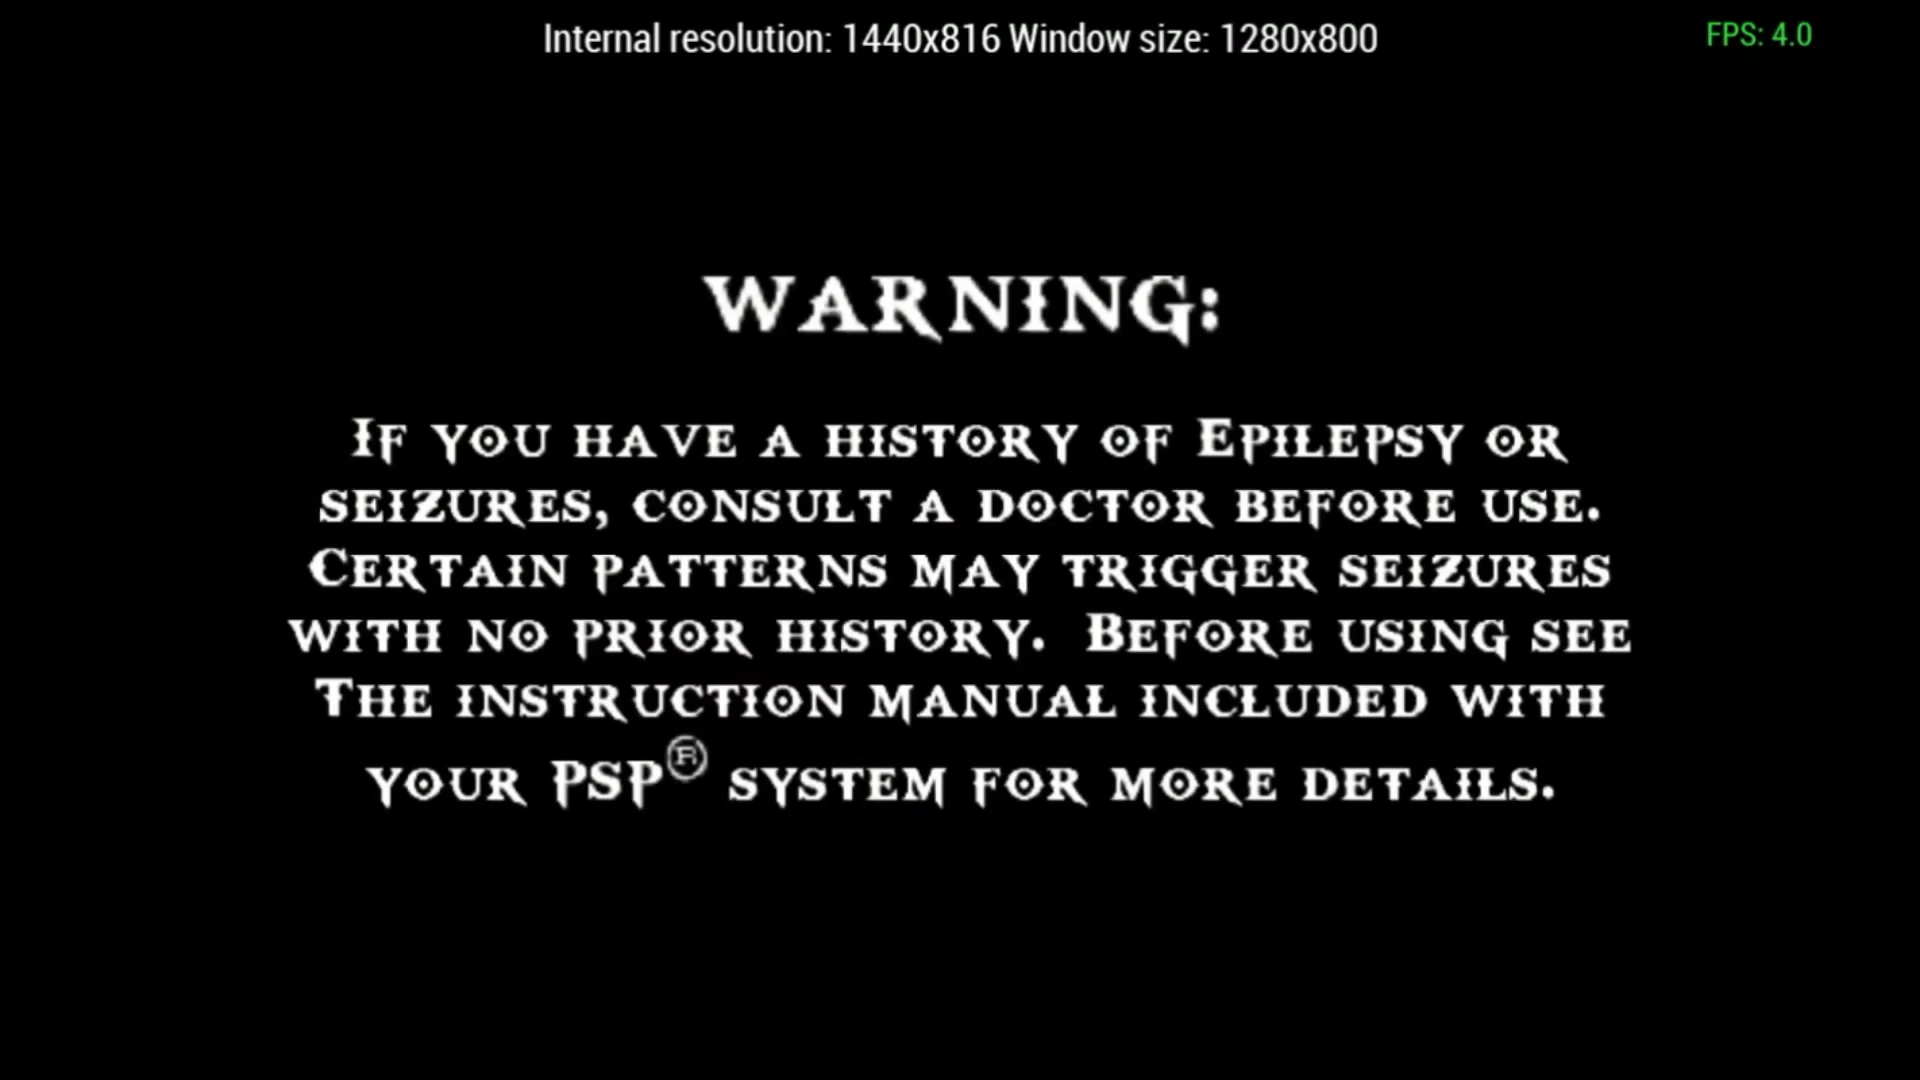 Internal resolution: 1440x816 Window size: 1280x800
FPS: 4.0
WARNING:
If you have a history of Epilepsy or
seizures, consult a doctor before use.
Certain patterns may trigger seizures
with no prior history.  Before using see
The instruction manual included with
your PSP® system for more details.